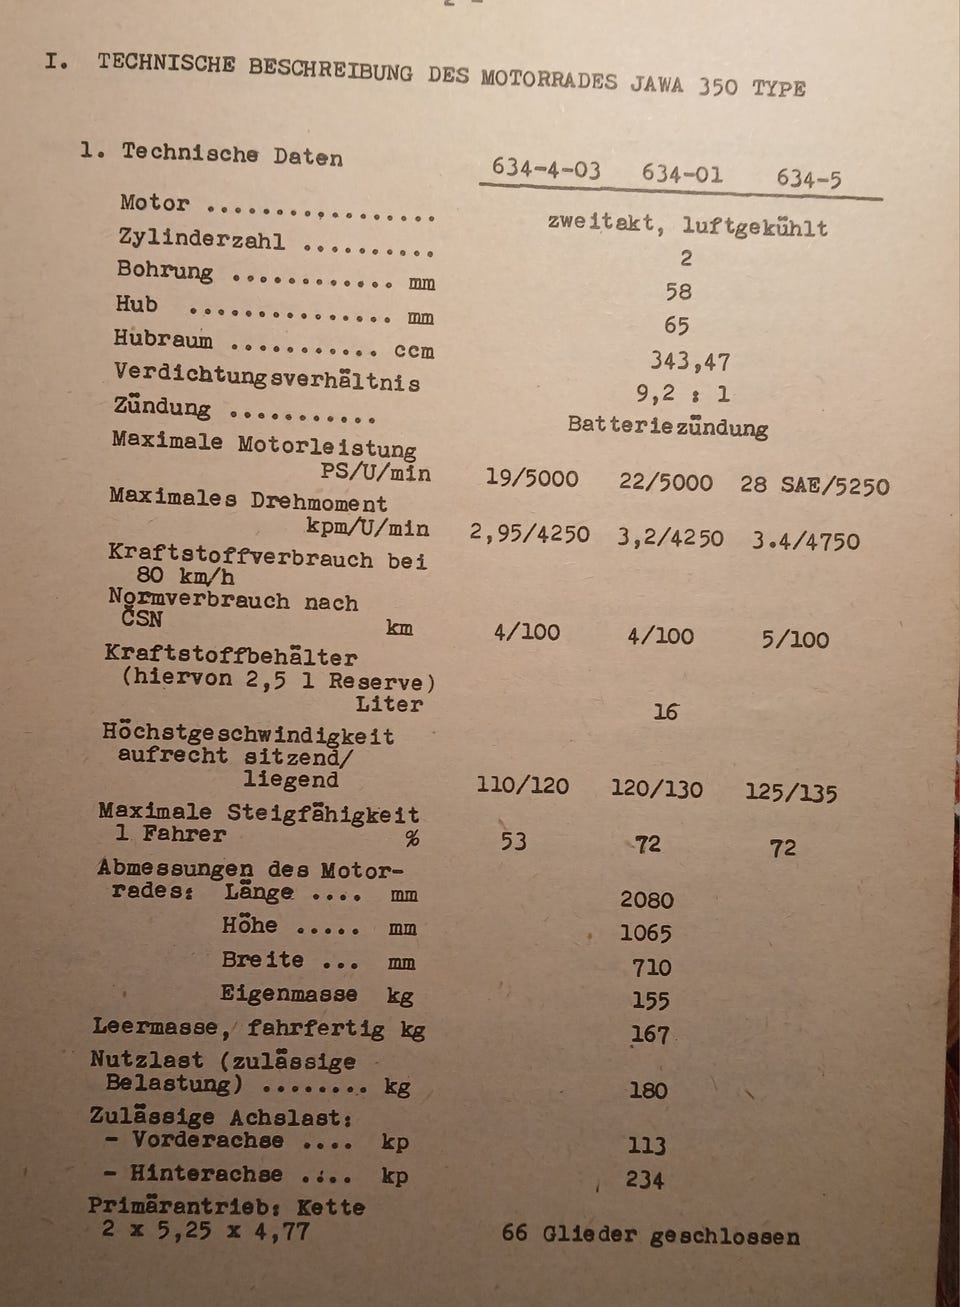 I. TECHNISCHE BESCHREIBUNG DES MOTORRADES JAWA 350 TYPE
1. Technische Daten 634-4-03 634-01 634-5
Motor .................. zweitakt, luftgekühlt
Zylinderzahl .......... 2
Bohrung ............ mm 58
Hub ............... mm 65
Hubraum ........... ccm 343,47
Verdichtungsverhältnis 9,2 : 1
Zündung ........... Batteriezündung
Maximale Motorleistung
PS/U/min 19/5000 22/5000 28 SAE/5250
Maximales Drehmoment
kpm/U/min 2,95/4250 3,2/4250 3.4/4750
Kraftstoffverbrauch bei
80 km/h
Normverbrauch nach
ČSN km 4/100 4/100 5/100
Kraftstoffbehälter
(hiervon 2,5 l Reserve)
Liter 16
Höchstgeschwindigkeit
aufrecht sitzend/
liegend 110/120 120/130 125/135
Maximale Steigfähigkeit
1 Fahrer % 53 72 72
Abmessungen des Motor-
rades: Länge .... mm 2080
Höhe ..... mm 1065
Breite ... mm 710
Eigenmasse kg 155
Leermasse, fahrfertig kg 167
Nutzlast (zulässige
Belastung) ........ kg 180
Zulässige Achslast:
- Vorderachse .... kp 113
- Hinterachse .... kp 234
Primärantrieb: Kette
2 x 5,25 x 4,77 66 Glieder geschlossen